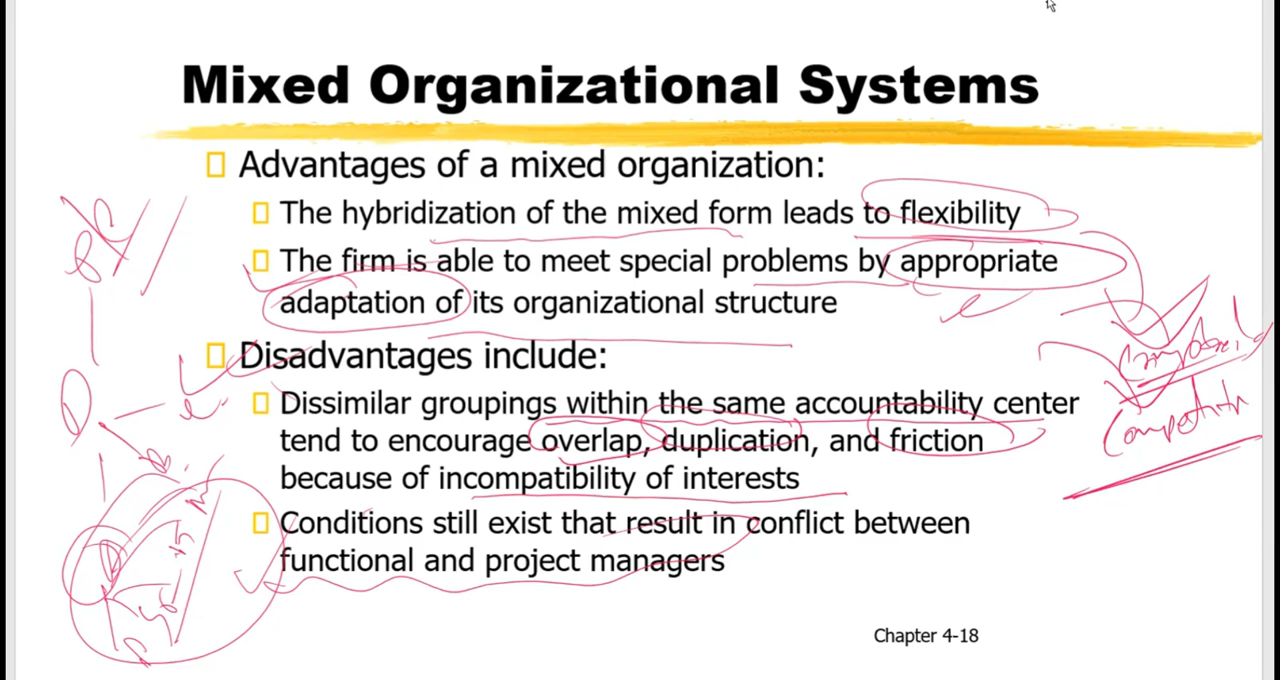 Mixed Organizational Systems
Advantages of a mixed organization:
The hybridization of the mixed form leads to flexibility
The firm is able to meet special problems by appropriate
adaptation of its organizational structure
Disadvantages include:
Dissimilar groupings within the same accountability center
tend to encourage overlap, duplication, and friction
because of incompatibility of interests
Conditions still exist that result in conflict between
functional and project managers
Chapter 4-18